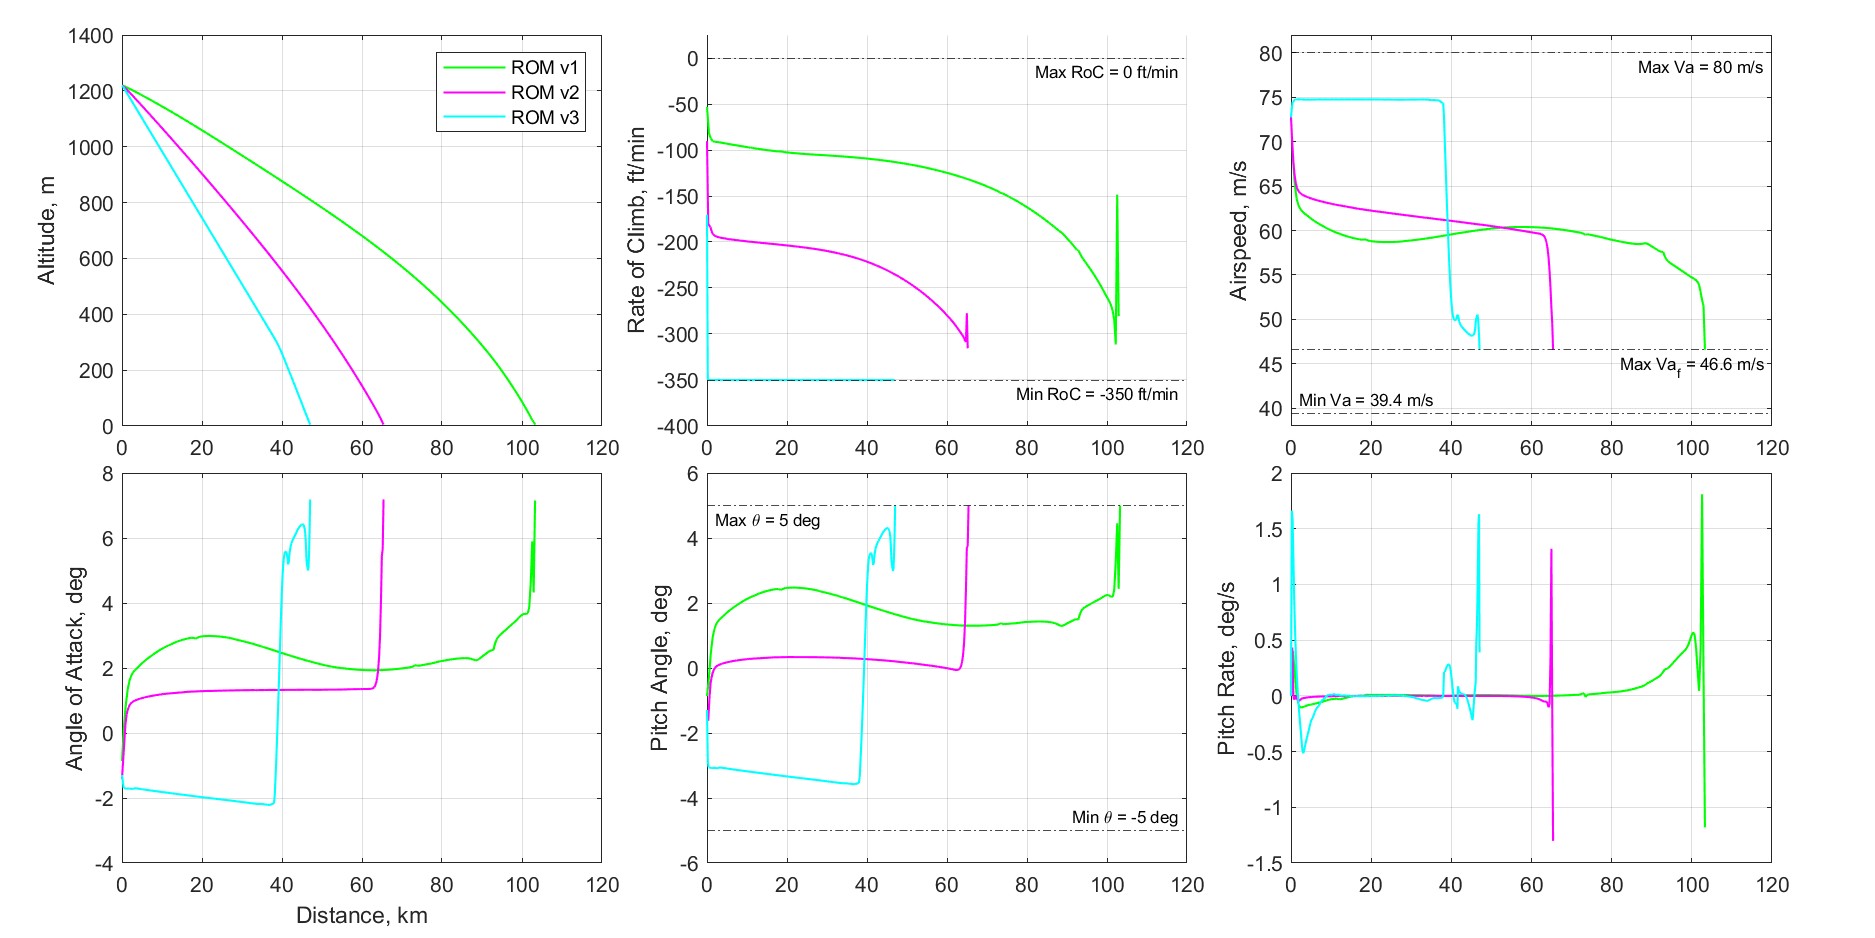 1400
1200
1000
800
600
400
200
0
0 20 40 60 80 100 120
Altitude, m
ROM v1
ROM v2
ROM v3
0
-50
-100
-150
-200
-250
-300
-350
-400
0 20 40 60 80 100 120
Rate of Climb, ft/min
Max RoC = 0 ft/min
Min RoC = -350 ft/min
80
75
70
65
60
55
50
45
40
0 20 40 60 80 100 120
Airspeed, m/s
Max Va = 80 m/s
Max Va_f = 46.6 m/s
Min Va = 39.4 m/s
8
6
4
2
0
-2
-4
0 20 40 60 80 100 120
Angle of Attack, deg
Distance, km
6
4
2
0
-2
-4
-6
0 20 40 60 80 100 120
Pitch Angle, deg
Max θ = 5 deg
Min θ = -5 deg
2
1.5
1
0.5
0
-0.5
-1
-1.5
0 20 40 60 80 100 120
Pitch Rate, deg/s